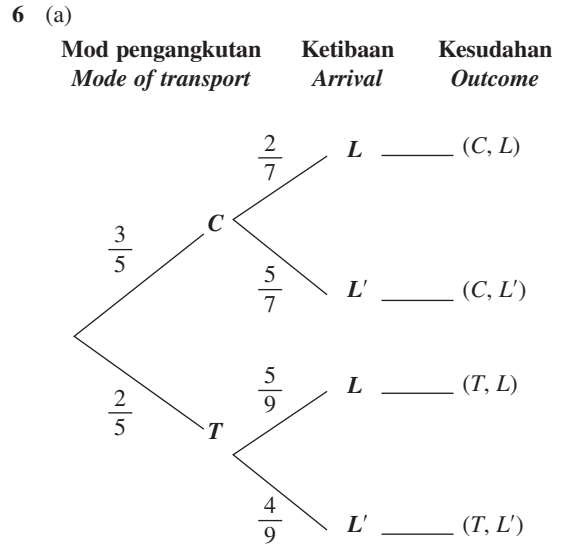 6 (a)
Mod pengangkutan Ketibaan Kesudahan
Mode of transport Arrival Outcome
2/7 L (C, L)
C
3/5
5/7 L' (C, L')
5/9 L (T, L)
2/5
T
4/9 L' (T, L')